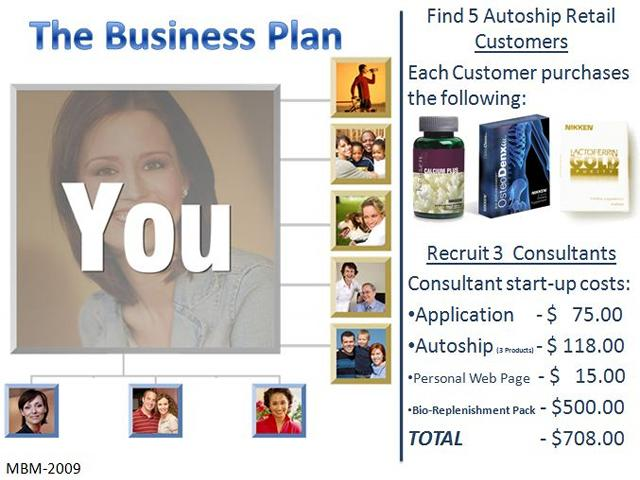 The Business Plan
You
MBM-2009
Find 5 Autoship Retail
Customers
Each Customer purchases
the following:
CALCIUM PLUS
OsteoDenx
NIKKEN
NIKKEN
LACTOFERRIN
GOLD
PURITY
Recruit 3 Consultants
Consultant start-up costs:
•Application - $ 75.00
•Autoship (3 Products) - $ 118.00
•Personal Web Page - $ 15.00
•Bio-Replenishment Pack - $500.00
TOTAL - $708.00